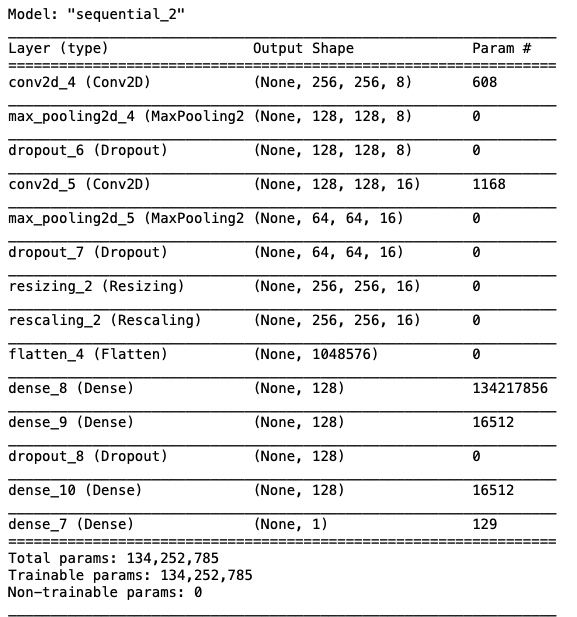 Model: "sequential_2"
Layer (type) Output Shape Param #
conv2d_4 (Conv2D) (None, 256, 256, 8) 608
max_pooling2d_4 (MaxPooling2 (None, 128, 128, 8) 0
dropout_6 (Dropout) (None, 128, 128, 8) 0
conv2d_5 (Conv2D) (None, 128, 128, 16) 1168
max_pooling2d_5 (MaxPooling2 (None, 64, 64, 16) 0
dropout_7 (Dropout) (None, 64, 64, 16) 0
resizing_2 (Resizing) (None, 256, 256, 16) 0
rescaling_2 (Rescaling) (None, 256, 256, 16) 0
flatten_4 (Flatten) (None, 1048576) 0
dense_8 (Dense) (None, 128) 134217856
dense_9 (Dense) (None, 128) 16512
dropout_8 (Dropout) (None, 128) 0
dense_10 (Dense) (None, 128) 16512
dense_7 (Dense) (None, 1) 129
Total params: 134,252,785
Trainable params: 134,252,785
Non-trainable params: 0